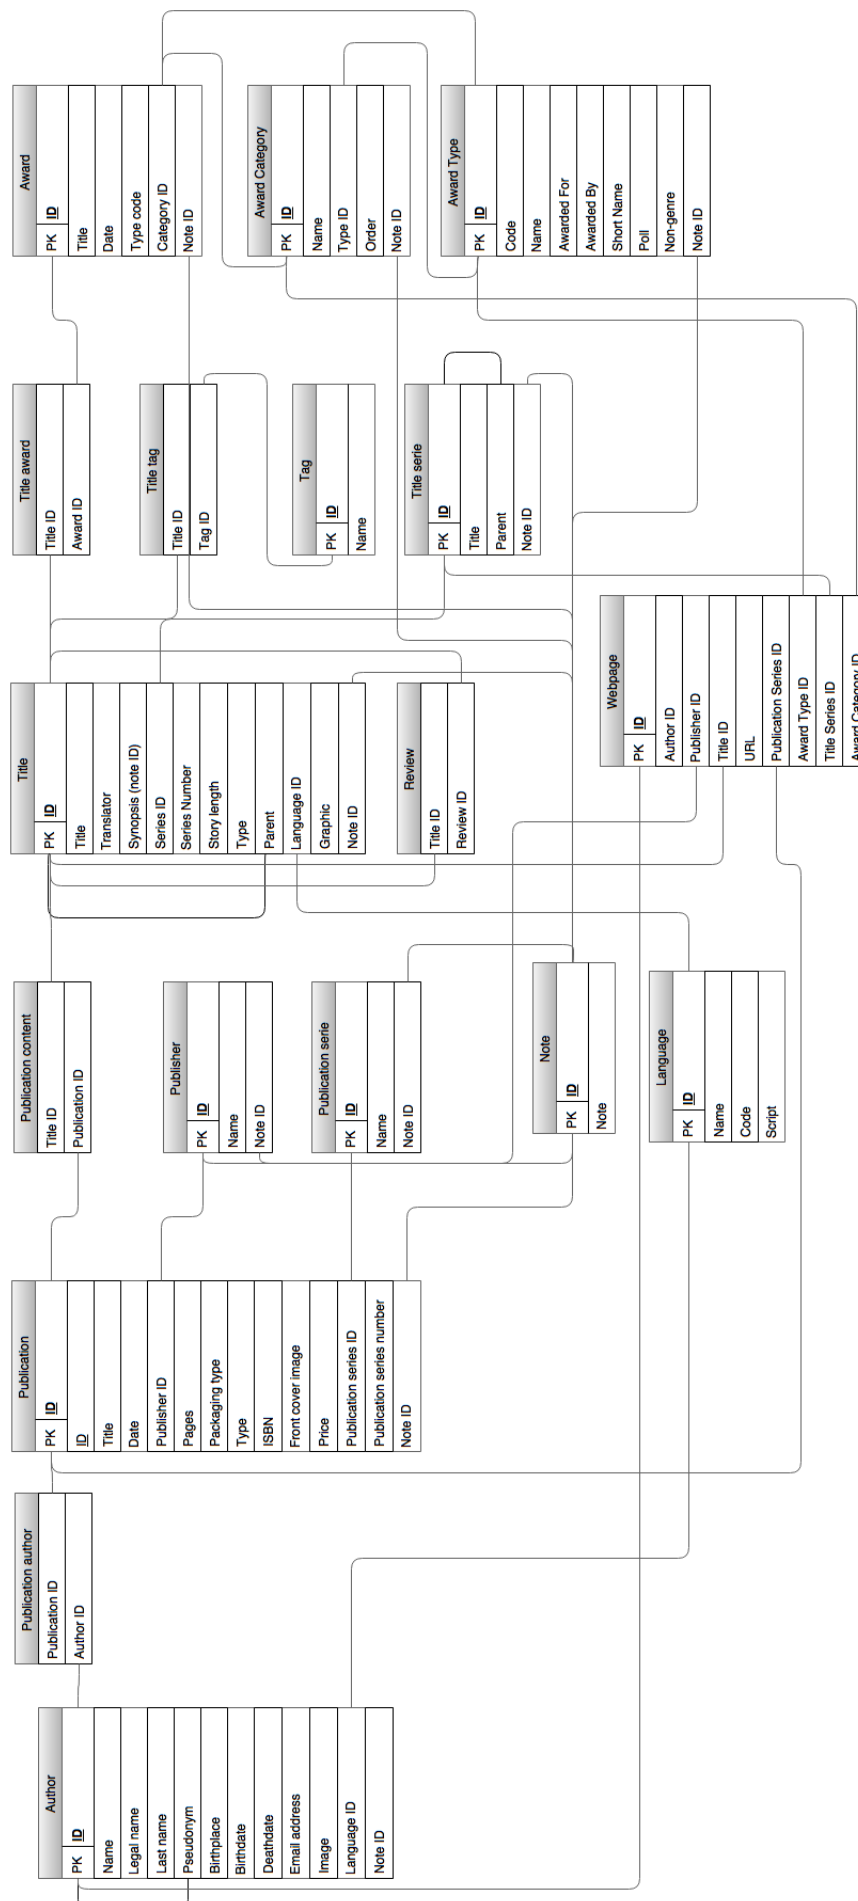 Author
PK ID
Name
Legal name
Last name
Pseudonym
Birthplace
Birthdate
Deathdate
Email address
Image
Language ID
Note ID
Publication author
Publication ID
Author ID
Publication
PK ID
ID
Title
Date
Publisher ID
Pages
Packaging type
Type
ISBN
Front cover image
Price
Publication series ID
Publication series number
Note ID
Publication content
Title ID
Publication ID
Publisher
PK ID
Name
Note ID
Publication serie
PK ID
Name
Note ID
Note
PK ID
Note
Language
PK ID
Name
Code
Script
Title
PK ID
Title
Translator
Synopsis (note ID)
Series ID
Series Number
Story length
Type
Parent
Language ID
Graphic
Note ID
Review
Title ID
Review ID
Webpage
PK ID
Author ID
Publisher ID
Title ID
URL
Publication Series ID
Award Type ID
Title Series ID
Award Category ID
Title award
Title ID
Award ID
Title tag
Title ID
Tag ID
Tag
PK ID
Name
Title serie
PK ID
Title
Parent
Note ID
Award
PK ID
Title
Date
Type code
Category ID
Note ID
Award Category
PK ID
Name
Type ID
Order
Note ID
Award Type
PK ID
Code
Name
Awarded For
Awarded By
Short Name
Poll
Non-genre
Note ID